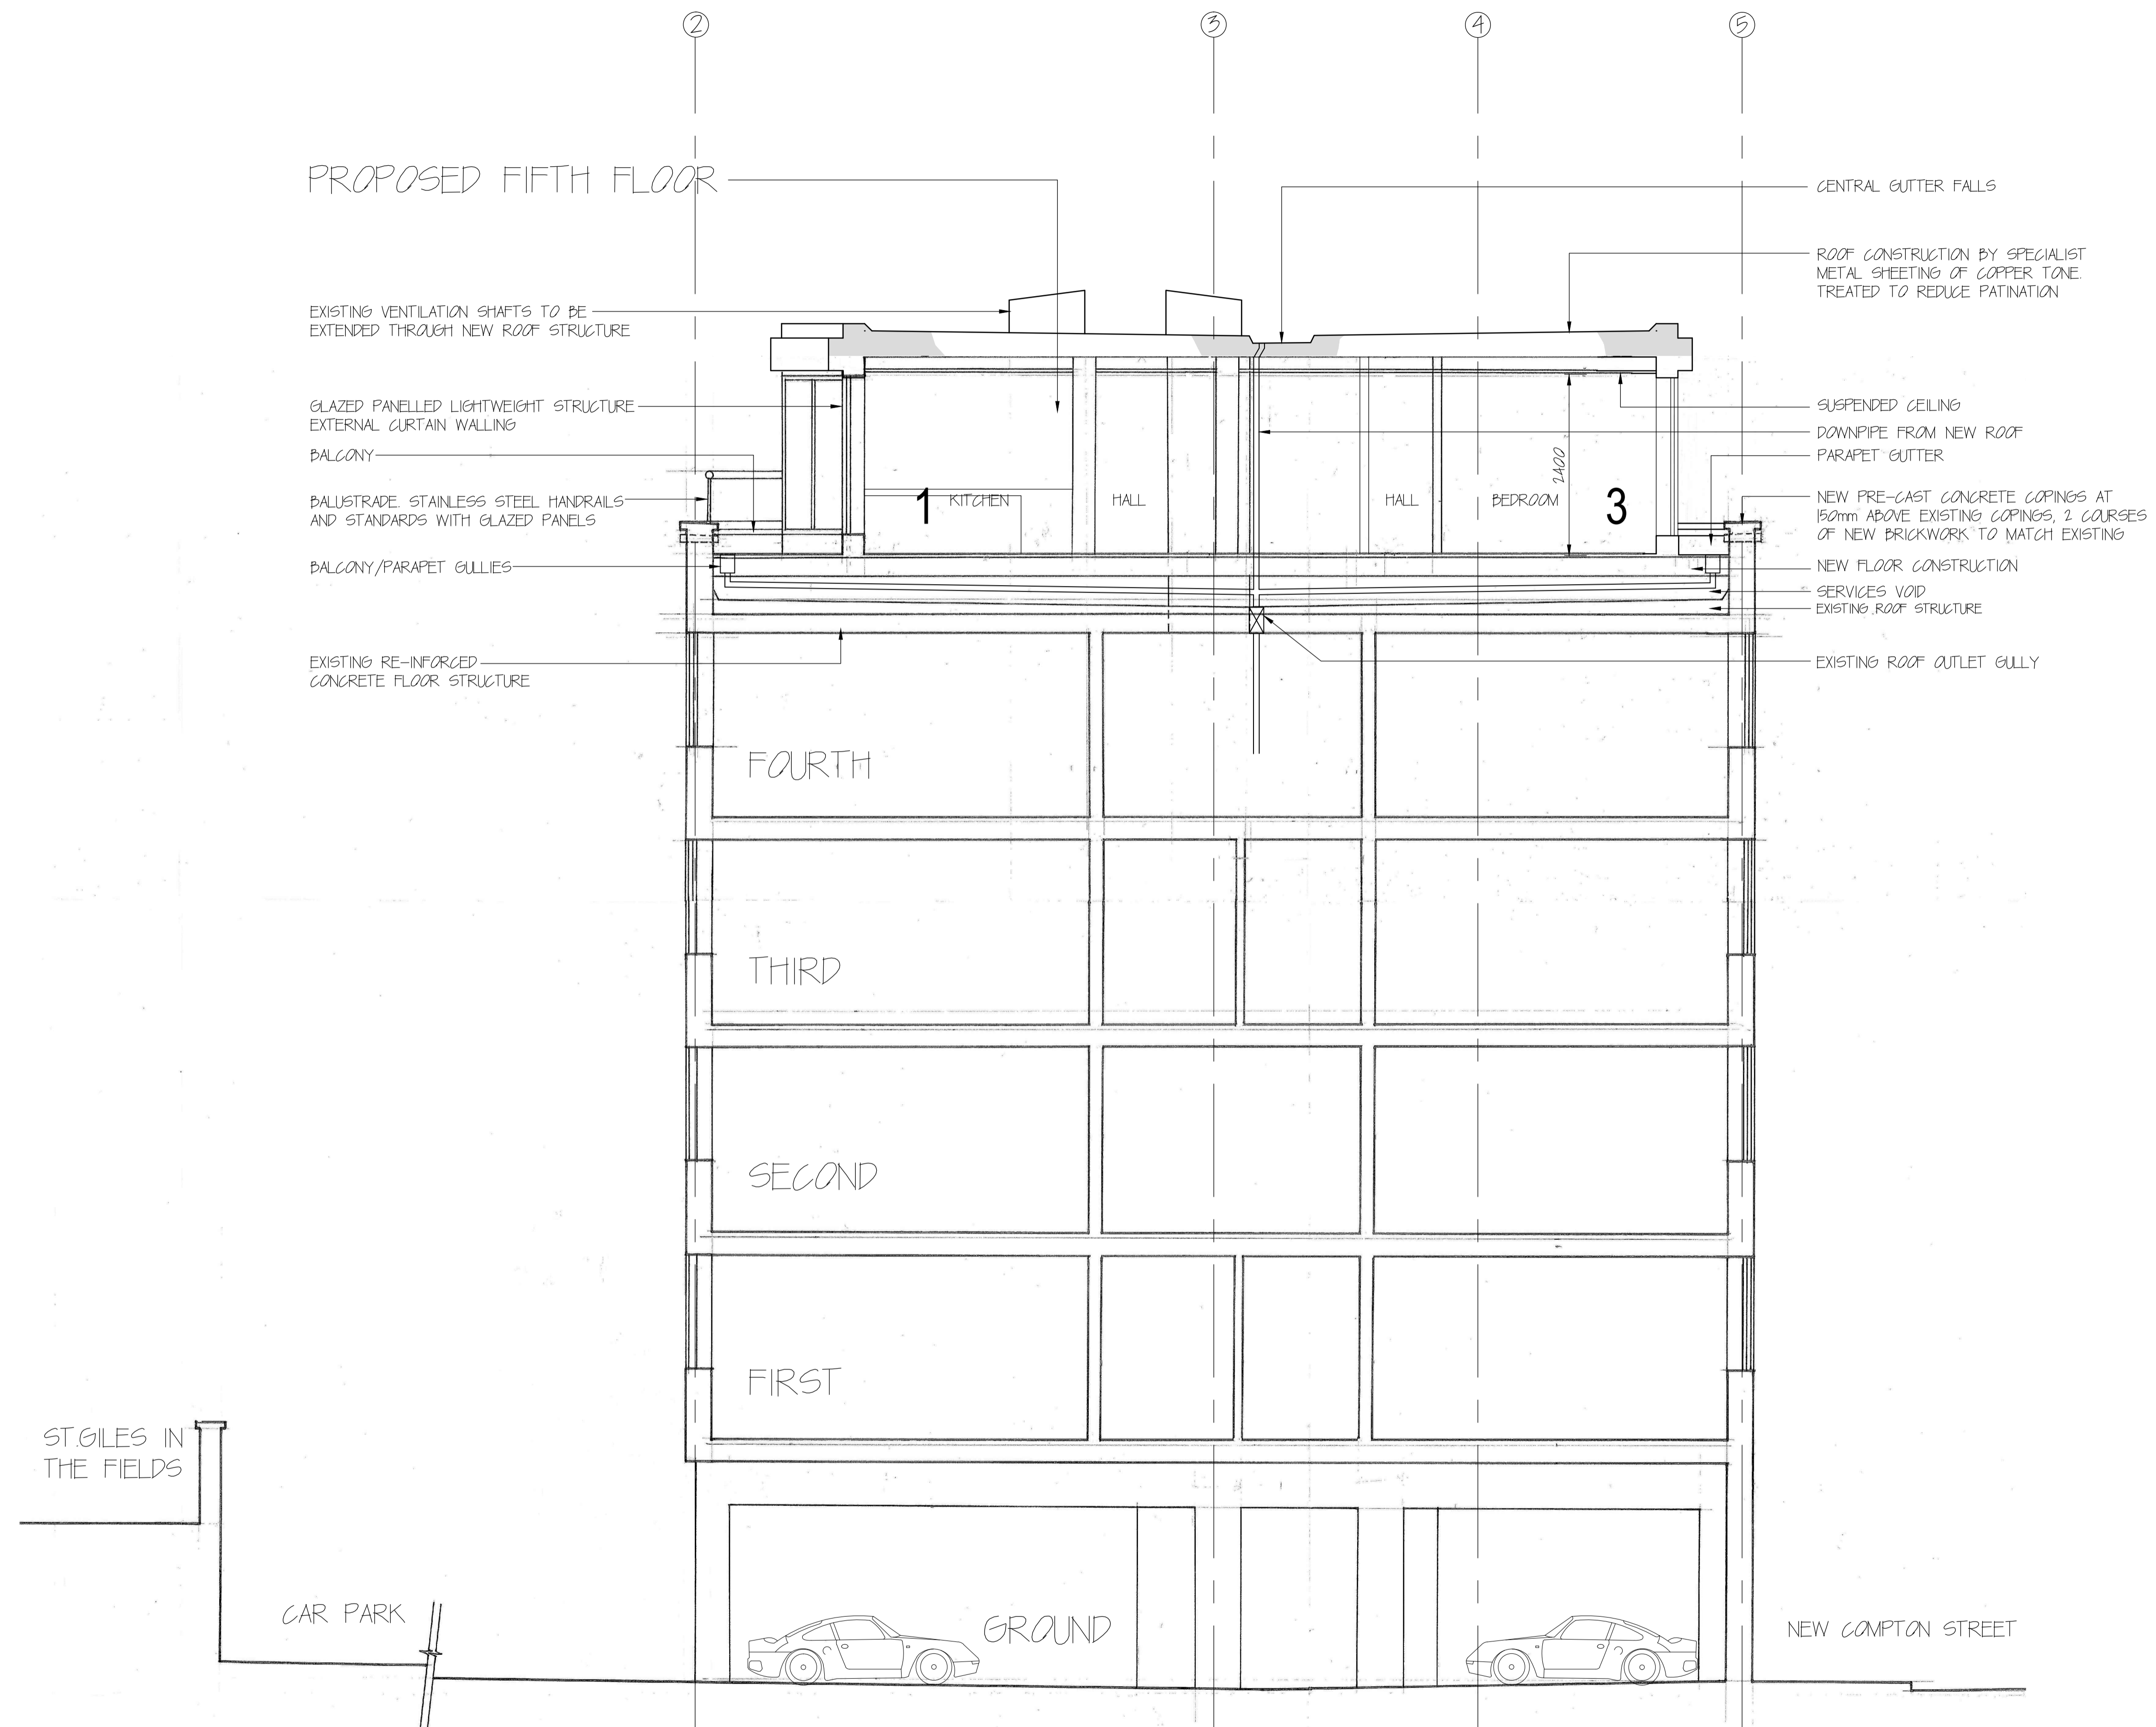 2 3 4 5
PROPOSED FIFTH FLOOR
CENTRAL GUTTER FALLS
ROOF CONSTRUCTION BY SPECIALIST
METAL SHEETING OF COPPER TONE.
TREATED TO REDUCE PATINATION
EXISTING VENTILATION SHAFTS TO BE
EXTENDED THROUGH NEW ROOF STRUCTURE
GLAZED PANELLED LIGHTWEIGHT STRUCTURE
EXTERNAL CURTAIN WALLING
BALCONY
BALUSTRADE. STAINLESS STEEL HANDRAILS
AND STANDARDS WITH GLAZED PANELS
BALCONY/PARAPET GULLIES
EXISTING RE-INFORCED
CONCRETE FLOOR STRUCTURE
1 KITCHEN HALL HALL BEDROOM 3
2400
SUSPENDED CEILING
DOWNPIPE FROM NEW ROOF
PARAPET GUTTER
NEW PRE-CAST CONCRETE COPINGS AT
150mm ABOVE EXISTING COPINGS, 2 COURSES
OF NEW BRICKWORK TO MATCH EXISTING
NEW FLOOR CONSTRUCTION
SERVICES VOID
EXISTING ROOF STRUCTURE
EXISTING ROOF OUTLET GULLY
FOURTH
THIRD
SECOND
FIRST
ST.GILES IN
THE FIELDS
CAR PARK
GROUND
NEW COMPTON STREET